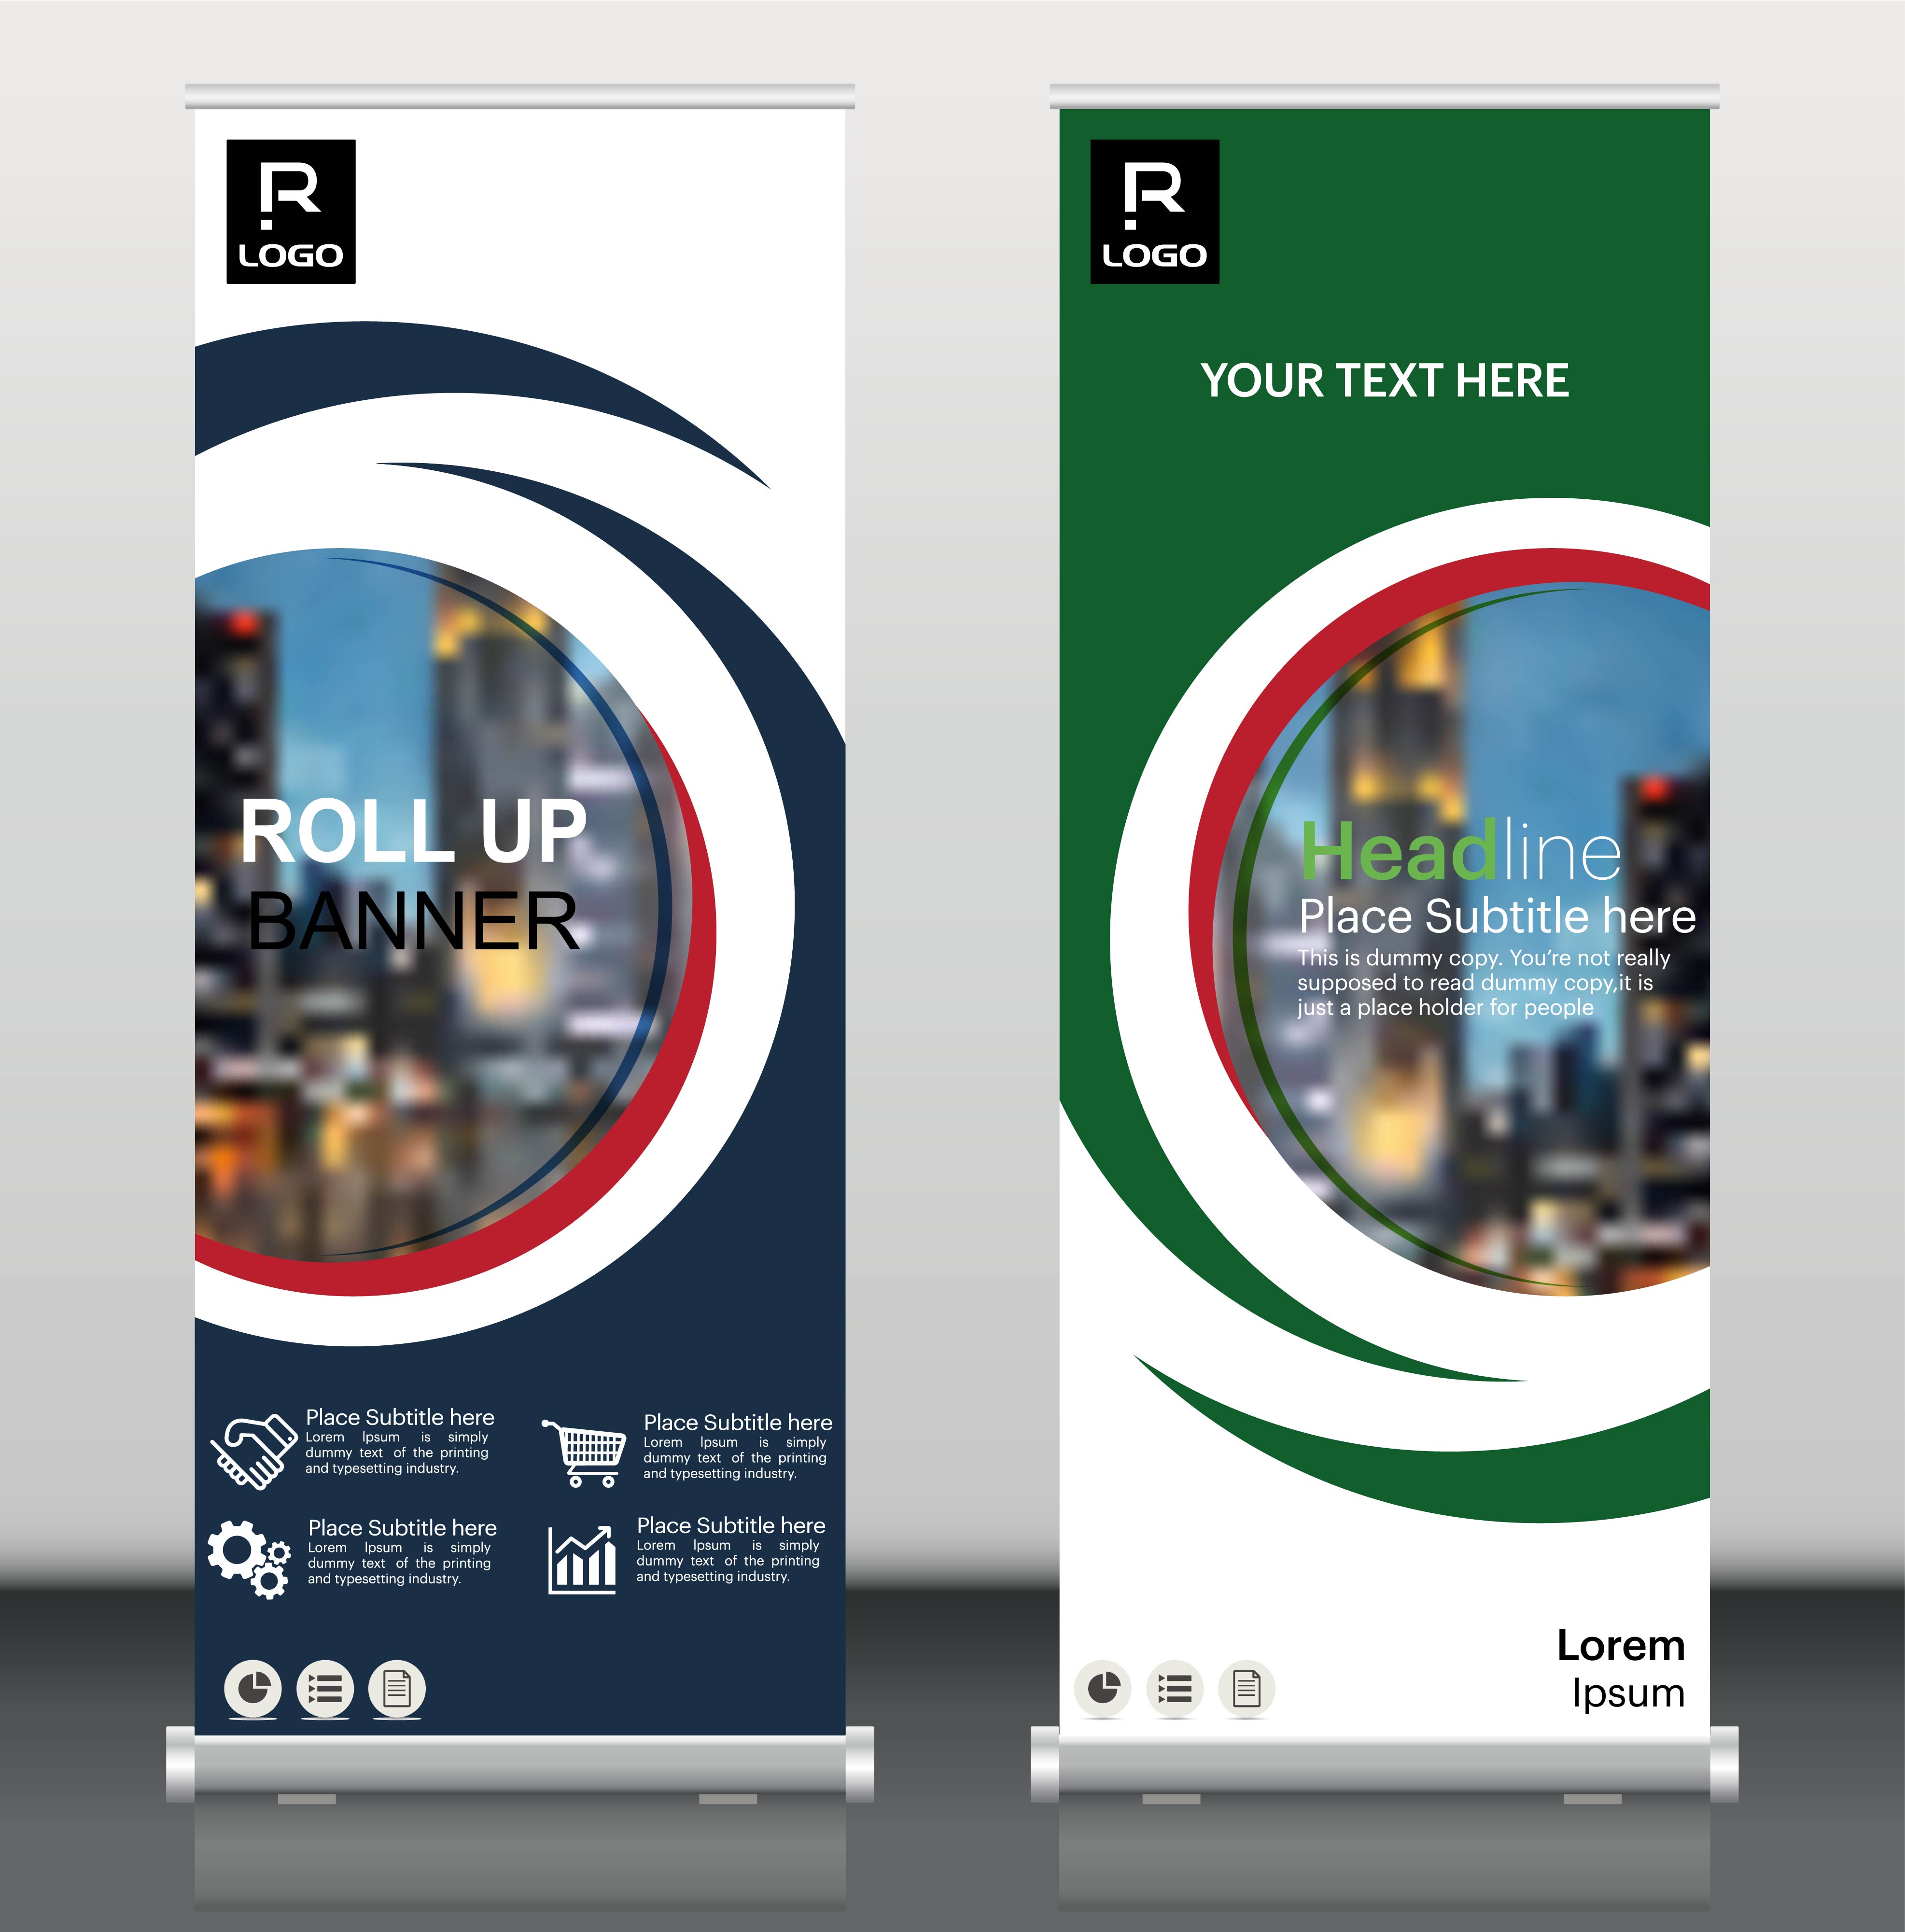 R
LOGO
ROLL UP
BANNER
Place Subtitle here
Lorem Ipsum is simply
dummy text of the printing
and typesetting industry.
Place Subtitle here
Lorem Ipsum is simply
dummy text of the printing
and typesetting industry.
Place Subtitle here
Lorem Ipsum is simply
dummy text of the printing
and typesetting industry.
Place Subtitle here
Lorem Ipsum is simply
dummy text of the printing
and typesetting industry.
R
LOGO
YOUR TEXT HERE
Headline
Place Subtitle here
This is dummy copy. You’re not really
supposed to read dummy copy,it is
just a place holder for people
Lorem
Ipsum